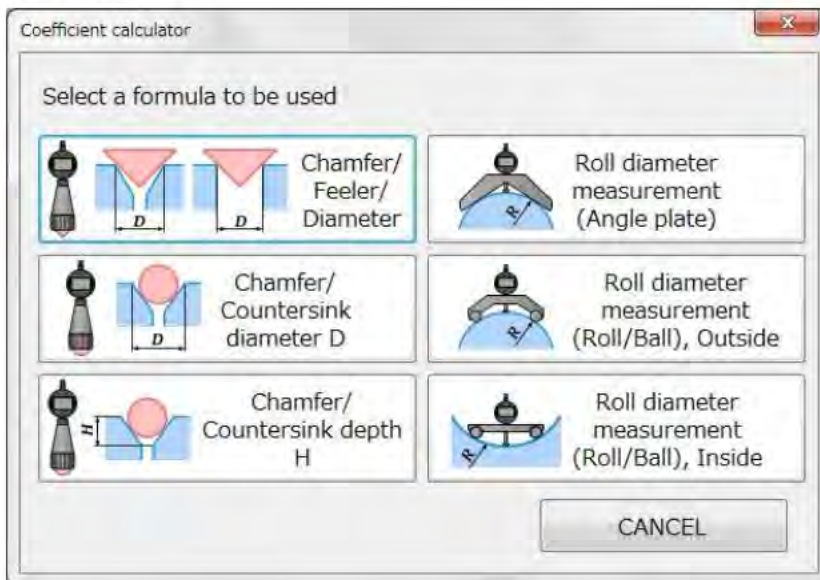 Coefficient calculator
Select a formula to be used
D
D
Chamfer/
Feeler/
Diameter
R
Roll diameter
measurement
(Angle plate)
D
Chamfer/
Countersink
diameter D
R
Roll diameter
measurement
(Roll/Ball), Outside
H
Chamfer/
Countersink depth
H
R
Roll diameter
measurement
(Roll/Ball), Inside
CANCEL